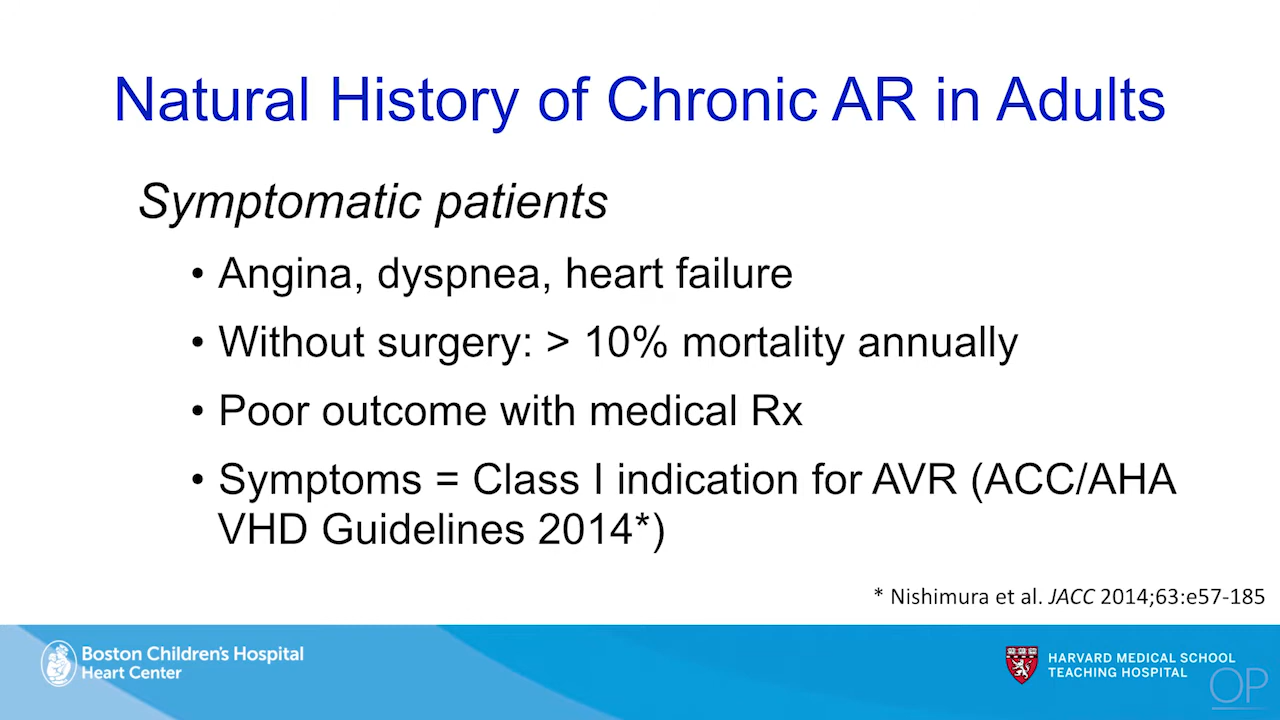 Natural History of Chronic AR in Adults
Symptomatic patients
• Angina, dyspnea, heart failure
• Without surgery: > 10% mortality annually
• Poor outcome with medical Rx
• Symptoms = Class I indication for AVR (ACC/AHA
VHD Guidelines 2014*)
* Nishimura et al. JACC 2014;63:e57-185
Boston Children's Hospital
Heart Center
HARVARD MEDICAL SCHOOL
TEACHING HOSPITAL
OP